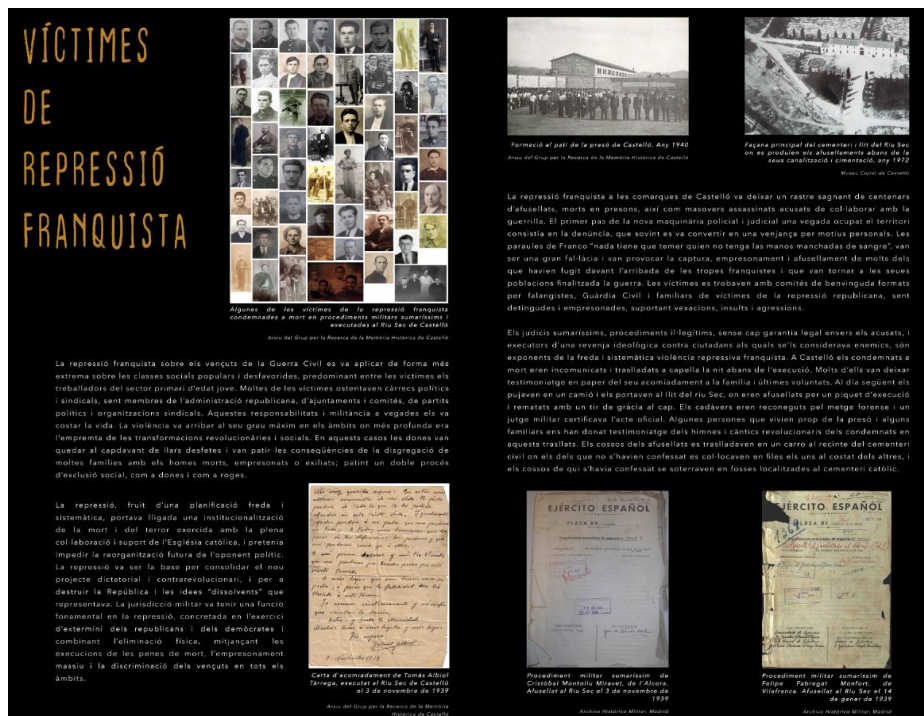 VÍCTIMES
DE
REPRESSIÓ
FRANQUISTA
Algunes de les víctimes de la repressió franquista
condemnades a mort en procediments militars sumaríssims i
executades al Riu Sec de Castelló
Arxiu del Grup per la Recerca de la Memòria Històrica de Castelló
La repressió franquista sobre els vençuts de la Guerra Civil es va aplicar de forma més
extrema sobre les classes socials populars i desfavorides, predominant entre les víctimes els
treballadors del sector primari d'edat jove. Moltes de les víctimes ostentaven càrrecs polítics
i sindicals, sent membres de l'administració republicana, d'ajuntaments i comitès, de partits
polítics i organitzacions sindicals. Aquestes responsabilitats i militància a vegades els va
costar la vida. La violència va arribar al seu grau màxim en els àmbits on més profunda era
l'empremta de les transformacions revolucionàries i socials. En aquests casos les dones van
quedar al capdavant de llars desfetes i van patir les conseqüències de la disgregació de
moltes famílies amb els homes morts, empresonats o exiliats; patint un doble procés
d'exclusió social, com a dones i com a roges.
La repressió, fruit d'una planificació freda i
sistemàtica, portava lligada una institucionalització
de la mort i del terror exercida amb la plena
col·laboració i suport de l'Església catòlica, i pretenia
impedir la reorganització futura de l'oponent polític.
La repressió va ser la base per consolidar el nou
projecte dictatorial i contrarevolucionari, i per a
destruir la República i les idees "dissolvents" que
representava. La jurisdicció militar va tenir una funció
fonamental en la repressió, concretada en l'exercici
d'extermini dels republicans i dels demòcrates i
combinant l'eliminació física, mitjançant les
execucions de les penes de mort, l'empresonament
massiu i la discriminació dels vençuts en tots els
àmbits.
Carta d'acomiadament de Tomás Albiol
Tàrrega, executat al Riu Sec de Castelló
el 3 de novembre de 1939
Arxiu del Grup per la Recerca de la Memòria
Històrica de Castelló
Formació al pati de la presó de Castelló. Any 1940
Arxiu del Grup per la Recerca de la Memòria Històrica de Castelló
Façana principal del cementeri i llit del Riu Sec
on es produïen els afusellaments abans de la
seua canalització i cimentació, any 1972
Museu Ciutat de Castelló
La repressió franquista a les comarques de Castelló va deixar un rastre sagnant de centenars
d'afusellats, morts en presons, així com masovers assassinats acusats de col·laborar amb la
guerrilla. El primer pas de la nova maquinària policial i judicial una vegada ocupat el territori
consistia en la denúncia, que sovint es va convertir en una venjança per motius personals. Les
paraules de Franco "nada tiene que temer quien no tenga las manos manchadas de sangre", van
ser una gran fal·làcia i van provocar la captura, empresonament i afusellament de molts dels
que havien fugit davant l'arribada de les tropes franquistes i que van tornar a les seues
poblacions finalitzada la guerra. Les víctimes es trobaven amb comitès de benvinguda formats
per falangistes, Guàrdia Civil i familiars de víctimes de la repressió republicana, sent
detingudes i empresonades, suportant vexacions, insults i agressions.
Els judicis sumaríssims, procediments il·legítims, sense cap garantia legal envers els acusats, i
executors d'una revenja ideològica contra ciutadans als quals se'ls considerava enemics, són
exponents de la freda i sistemàtica violència repressiva franquista. A Castelló els condemnats a
mort eren incomunicats i traslladats a capella la nit abans de l'execució. Molts d'ells van deixar
testimoniatge en paper del seu acomiadament a la família i últimes voluntats. Al dia següent els
pujaven en un camió i els portaven al llit del riu Sec, on eren afusellats per un piquet d'execució
i rematats amb un tir de gràcia al cap. Els cadàvers eren reconeguts pel metge forense i un
jutge militar certificava l'acte oficial. Algunes persones que vivien prop de la presó i alguns
familiars ens han donat testimoniatge dels himnes i càntics revolucionaris dels condemnats en
aquests trasllats. Els cossos dels afusellats es traslladaven en un carro al recinte del cementeri
civil on els dels que no s'havien confessat es col·locaven en files els uns al costat dels altres, i
els cossos de qui s'havia confessat se soterraven en fosses localitzades al cementeri catòlic.
EJÉRCITO ESPAÑOL
PLAZA DE
Procediment militar sumaríssim de
Cristòbal Montoliu Miravet, de l'Alcora.
Afusellat al Riu Sec el 3 de novembre de
1939
Archivo Histórico Militar, Madrid
EJÉRCITO ESPAÑOL
PLAZA DE
Procediment militar sumaríssim de
Felipe Fabregat Monfort, de
Vilafranca. Afusellat al Riu Sec el 14
de gener de 1939
Archivo Histórico Militar, Madrid